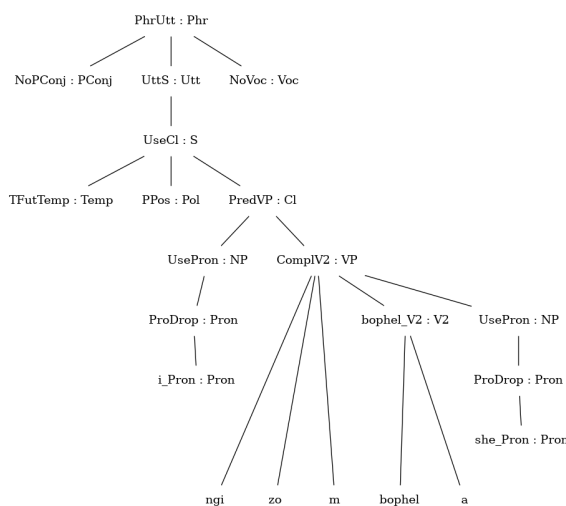 PhrUtt : Phr
NoPConj : PConj UttS : Utt NoVoc : Voc
UseCl : S
TFutTemp : Temp PPos : Pol PredVP : Cl
UsePron : NP ComplV2 : VP
ProDrop : Pron bophel_V2 : V2 UsePron : NP
i_Pron : Pron ProDrop : Pron
she_Pron : Pron
ngi zo m bophel a